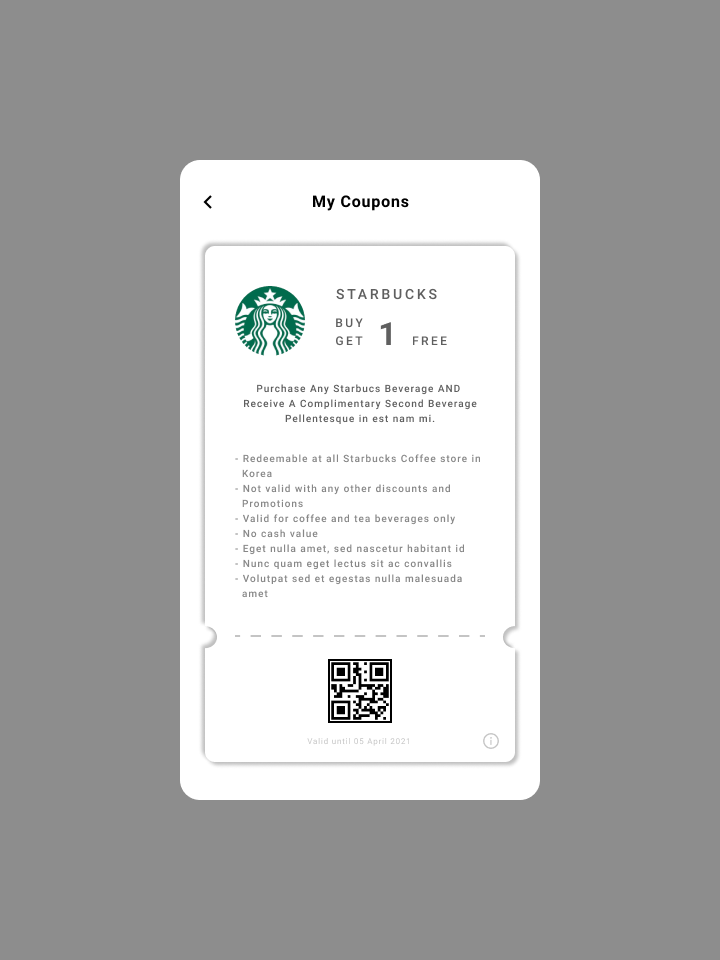 My Coupons
STARBUCKS
BUY
GET 1 FREE
Purchase Any Starbucs Beverage AND
Receive A Complimentary Second Beverage
Pellentesque in est nam mi.
- Redeemable at all Starbucks Coffee store in
Korea
- Not valid with any other discounts and
Promotions
- Valid for coffee and tea beverages only
- No cash value
- Eget nulla amet, sed nascetur habitant id
- Nunc quam eget lectus sit ac convallis
- Volutpat sed et egestas nulla malesuada
amet
Valid until 05 April 2021